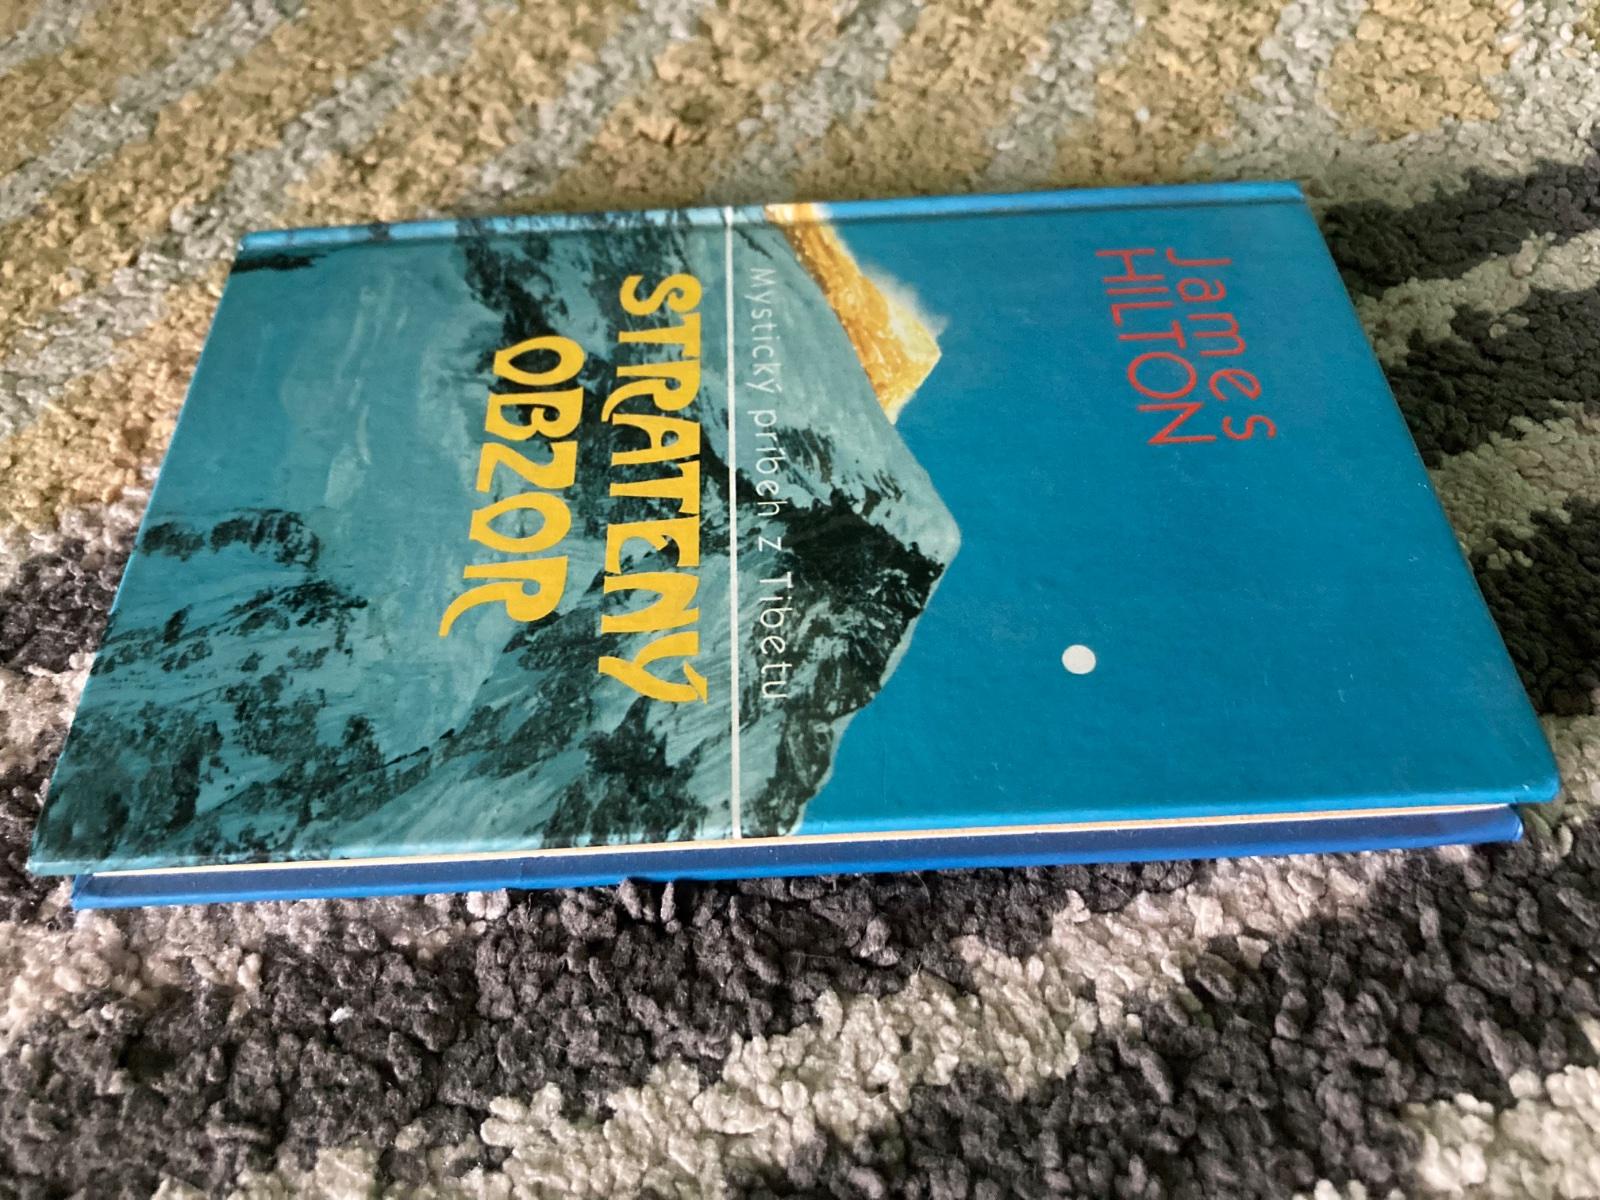 James
HILTON
Mystický príbeh z Tibetu
STRATENÝ
OBZOR